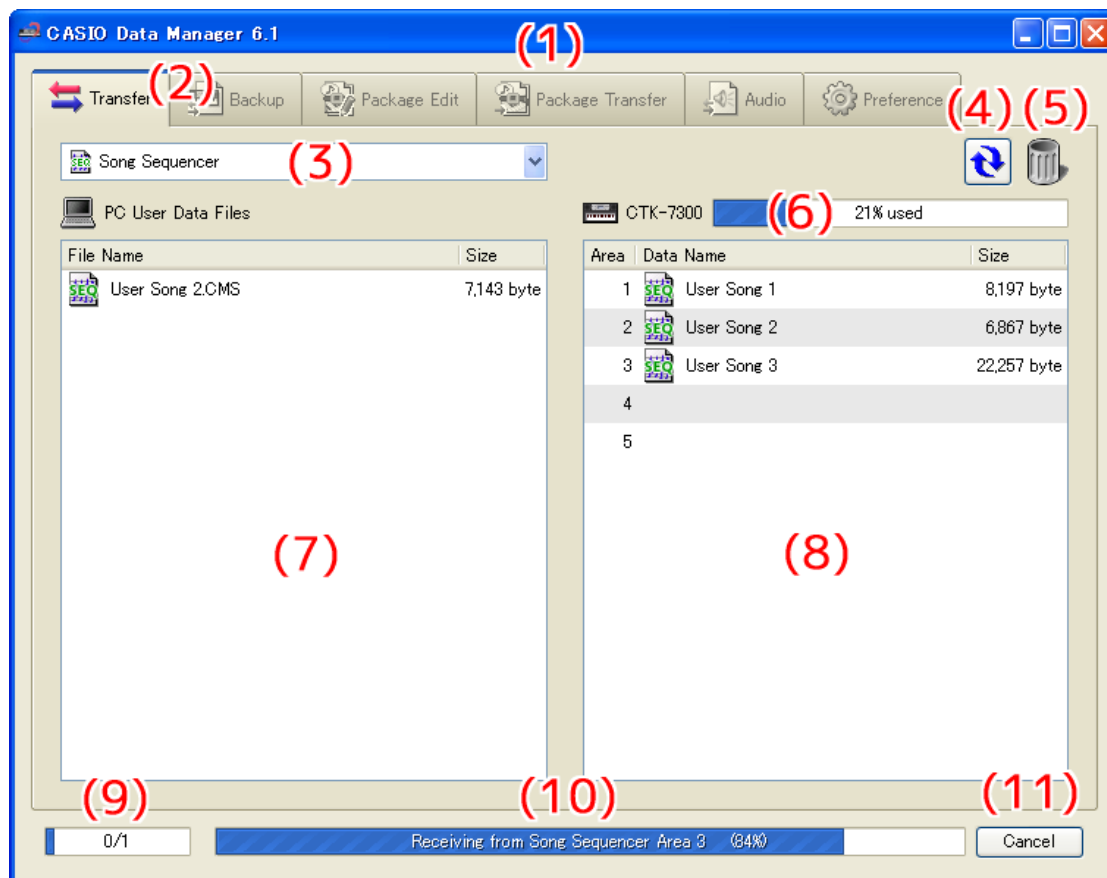 CASIO Data Manager 6.1
(1)
(2)
Transfer
Backup
Package Edit
Package Transfer
Audio
Preference
(4)
(5)
Song Sequencer
(3)
PC User Data Files
CTK-7300
(6)
21% used
File Name Size
User Song 2.CMS 7,143 byte
Area Data Name Size
1 SEQ User Song 1 8,197 byte
2 SEQ User Song 2 6,867 byte
3 SEQ User Song 3 22,257 byte
4
5
(7)
(8)
(9)
(10)
(11)
0/1
Receiving from Song Sequencer Area 3 (84%)
Cancel